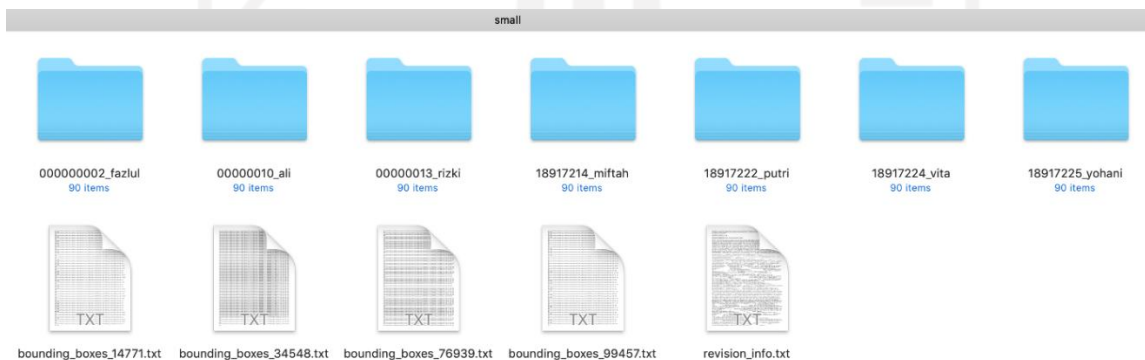 small
000000002_fazlul 00000010_ali 00000013_rizki 18917214_miftah 18917222_putri 18917224_vita 18917225_yohani
90 items 90 items 90 items 90 items 90 items 90 items 90 items
TXT TXT TXT TXT TXT
bounding_boxes_14771.txt bounding_boxes_34548.txt bounding_boxes_76939.txt bounding_boxes_99457.txt revision_info.txt